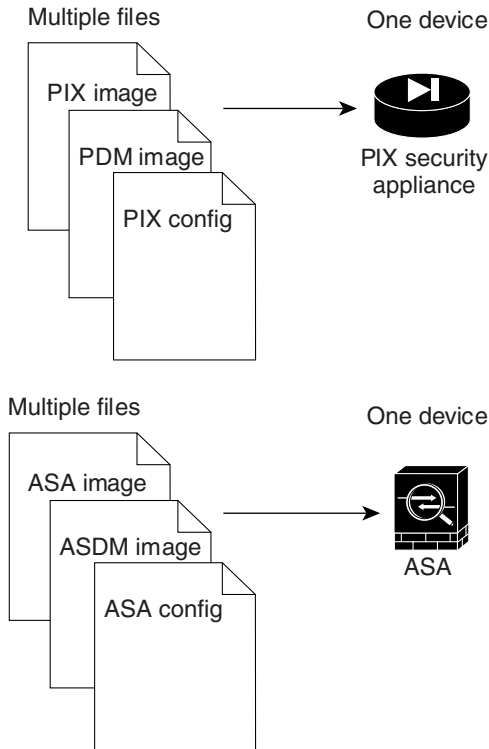 Multiple files
One device
PIX image
PDM image
PIX config
PIX security
appliance
Multiple files
One device
ASA image
ASDM image
ASA config
ASA